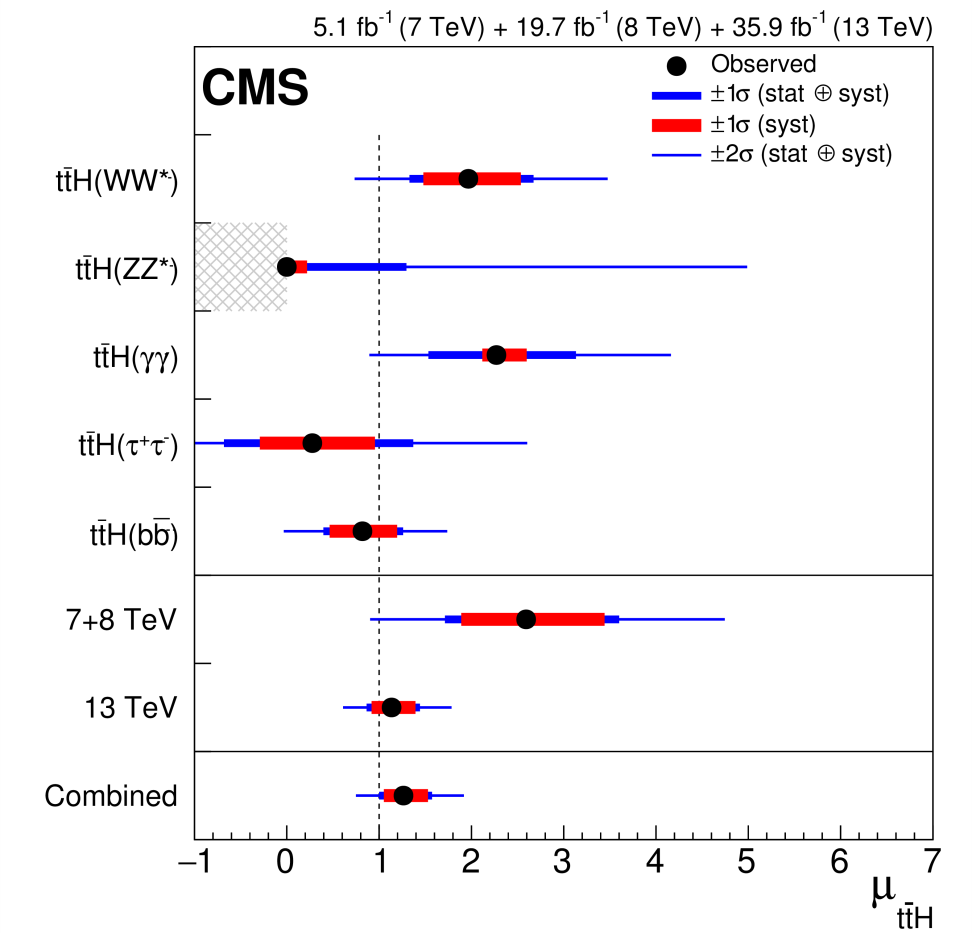 5.1 fb⁻¹ (7 TeV) + 19.7 fb⁻¹ (8 TeV) + 35.9 fb⁻¹ (13 TeV)
CMS
Observed
±1σ (stat ⊕ syst)
±1σ (syst)
±2σ (stat ⊕ syst)
tt̄H(WW*)
tt̄H(ZZ*)
tt̄H(γγ)
tt̄H(τ⁺τ⁻)
tt̄H(bb̄)
7+8 TeV
13 TeV
Combined
−1 0 1 2 3 4 5 6 7
μ
tt̄H